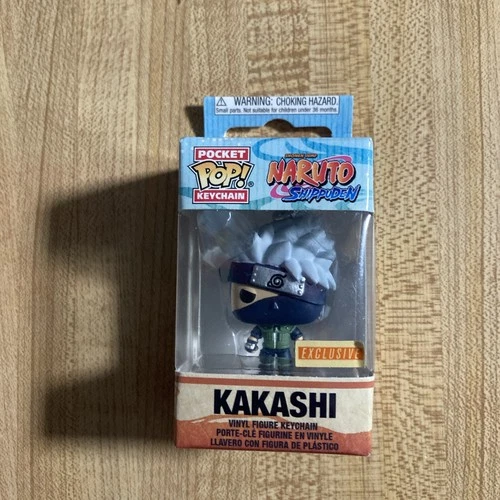 WARNING: CHOKING HAZARD.
Small parts. Not suitable for children under 36 months.
POCKET
POP!®
KEYCHAIN
NARUTO
SHIPPUDEN
EXCLUSIVE
KAKASHI
VINYL FIGURE KEYCHAIN
PORTE-CLÉ FIGURINE EN VINYLE
LLAVERO CON FIGURA DE PLÁSTICO